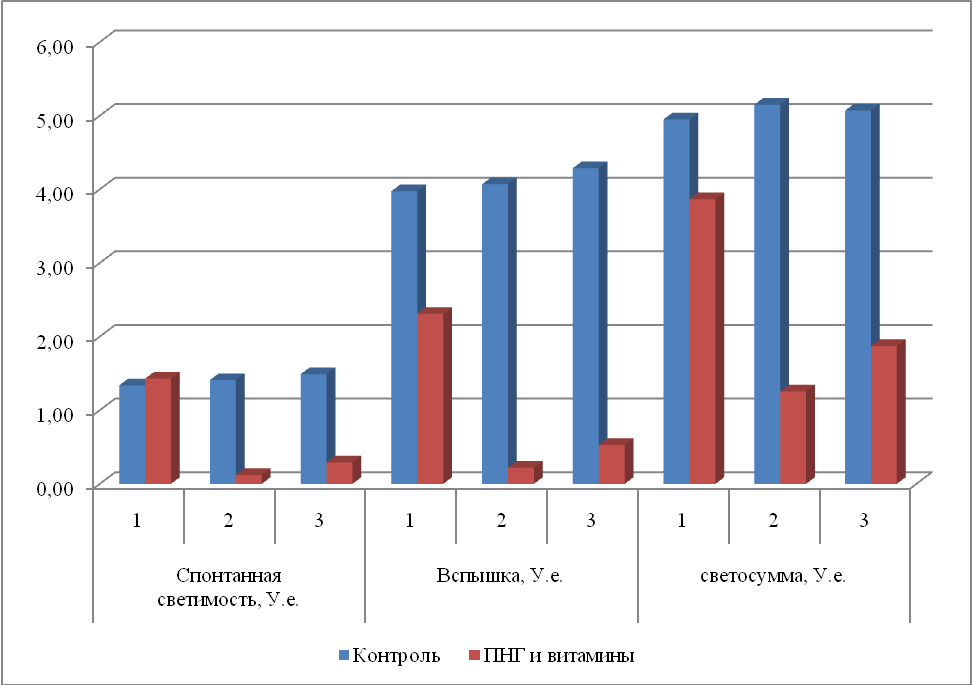 6,00
5,00
4,00
3,00
2,00
1,00
0,00
1 2 3 1 2 3 1 2 3
Спонтанная
светимость, У.е.
Вспышка, У.е.
светосумма, У.е.
Контроль ПНГ и витамины